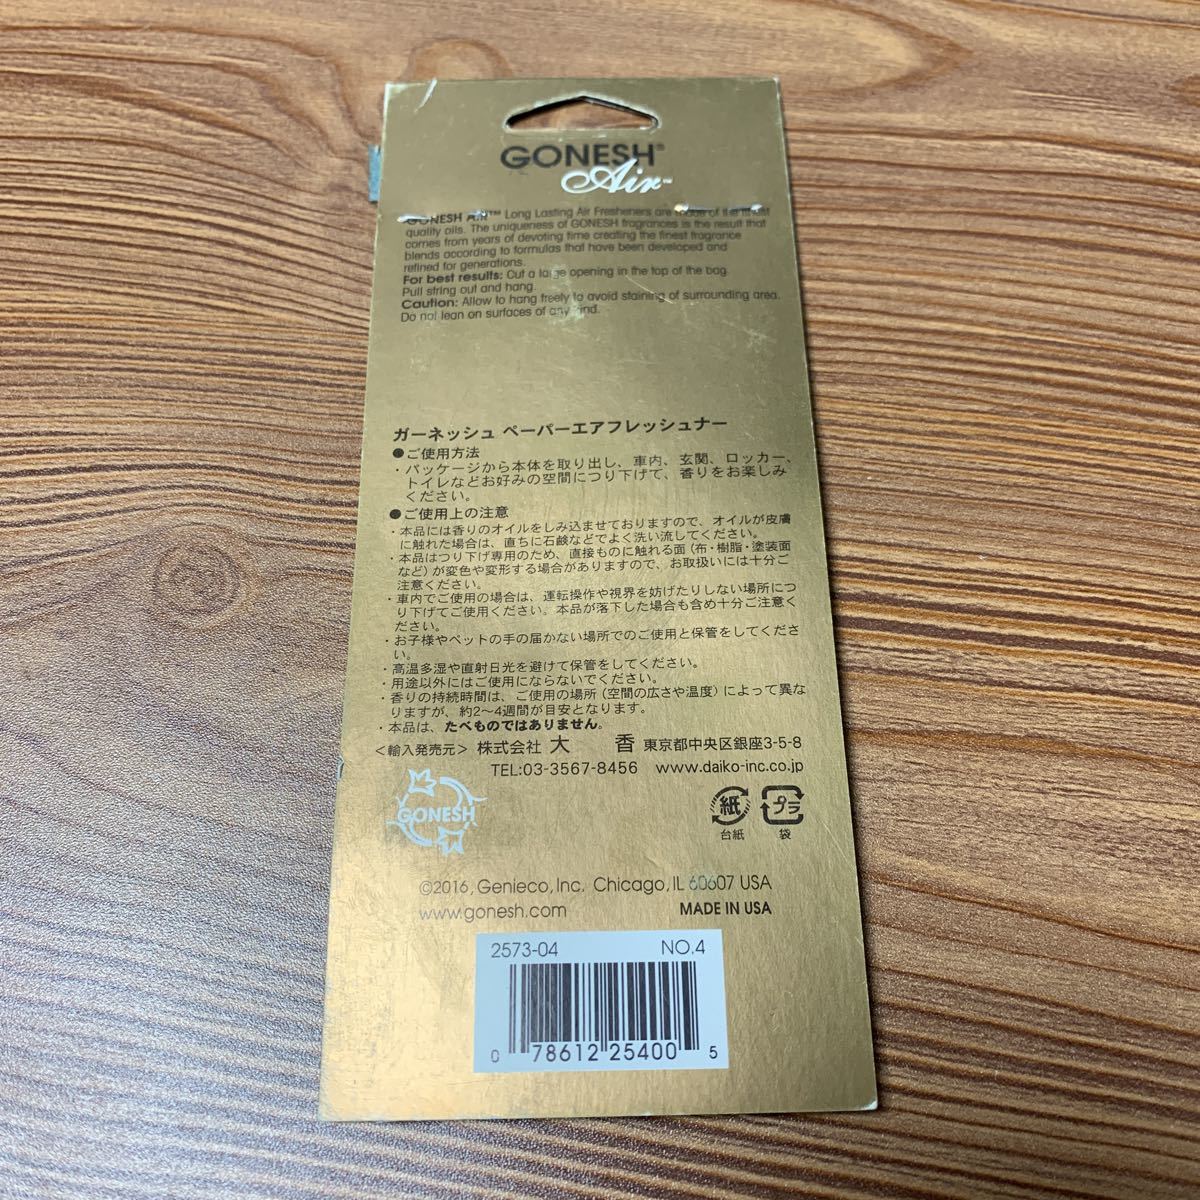 GONESH®
Air™
GONESH AIR™ Long Lasting Air Fresheners are made of the finest
quality oils. The uniqueness of GONESH fragrances is the result that
comes from years of devoting time creating the finest fragrance
blends according to formulas that have been developed and
refined for generations.
For best results: Cut a large opening in the top of the bag.
Pull string out and hang.
Caution: Allow to hang freely to avoid staining of surrounding area.
Do not lean on surfaces of any kind.
ガーネッシュ ペーパーエアフレッシュナー
●ご使用方法
・パッケージから本体を取り出し、車内、玄関、ロッカー、
トイレなどお好みの空間につり下げて、香りをお楽しみ
ください。
●ご使用上の注意
・本品には香りのオイルをしみ込ませておりますので、オイルが皮膚
に触れた場合は、直ちに石鹸などでよく洗い流してください。
・本品はつり下げ専用のため、直接ものに触れる面（布・樹脂・塗装面
など）が変色や変形する場合がありますので、お取扱いには十分ご
注意ください。
・車内でご使用の場合は、運転操作や視界を妨げたりしない場所につ
り下げてご使用ください。本品が落下した場合も含め十分ご注意く
ださい。
・お子様やペットの手の届かない場所でのご使用と保管をしてくださ
い。
・高温多湿や直射日光を避けて保管をしてください。
・用途以外にはご使用にならないでください。
・香りの持続時間は、ご使用の場所（空間の広さや温度）によって異な
りますが、約2～4週間が目安となります。
・本品は、たべものではありません。
＜輸入発売元＞ 株式会社 大 香 東京都中央区銀座3-5-8
TEL:03-3567-8456 www.daiko-inc.co.jp
GONESH
紙 プラ
台紙 袋
©2016, Genieco, Inc. Chicago, IL 60607 USA
www.gonesh.com MADE IN USA
2573-04 NO.4
0 78612 25400 5